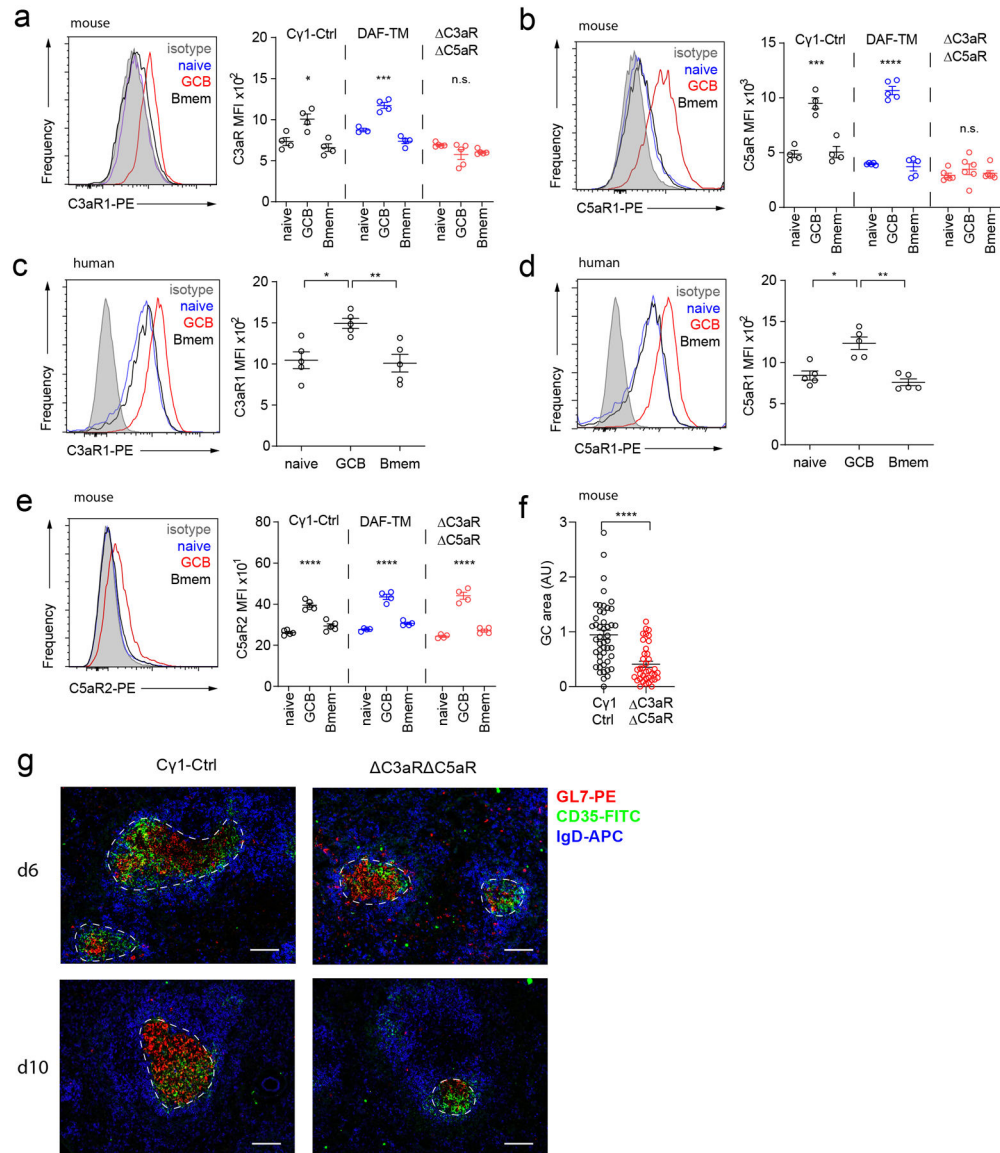 a
mouse
isotype
naive
GCB
Bmem
Frequency
C3aR1-PE
Cγ1-Ctrl
DAF-TM
ΔC3aR
ΔC5aR
*
***
n.s.
C3aR MFI x10²
20
15
10
5
0
naive
GCB
Bmem
naive
GCB
Bmem
naive
GCB
Bmem
b
mouse
isotype
naive
GCB
Bmem
Frequency
C5aR1-PE
Cγ1-Ctrl
DAF-TM
ΔC3aR
ΔC5aR
***
****
n.s.
C5aR MFI x10³
15
10
5
0
naive
GCB
Bmem
naive
GCB
Bmem
naive
GCB
Bmem
c
human
isotype
naive
GCB
Bmem
Frequency
C3aR1-PE
*
**
C3aR1 MFI x10²
20
15
10
5
0
naive
GCB
Bmem
d
human
isotype
naive
GCB
Bmem
Frequency
C5aR1-PE
*
**
C5aR1 MFI x10²
20
15
10
5
0
naive
GCB
Bmem
e
mouse
isotype
naive
GCB
Bmem
Frequency
C5aR2-PE
Cγ1-Ctrl
DAF-TM
ΔC3aR
ΔC5aR
****
****
****
C5aR2 MFI x10¹
80
60
40
20
0
naive
GCB
Bmem
naive
GCB
Bmem
naive
GCB
Bmem
f
mouse
****
GC area (AU)
3
2
1
0
Cγ1
Ctrl
ΔC3aR
ΔC5aR
g
Cγ1-Ctrl
ΔC3aRΔC5aR
GL7-PE
CD35-FITC
IgD-APC
d6
d10